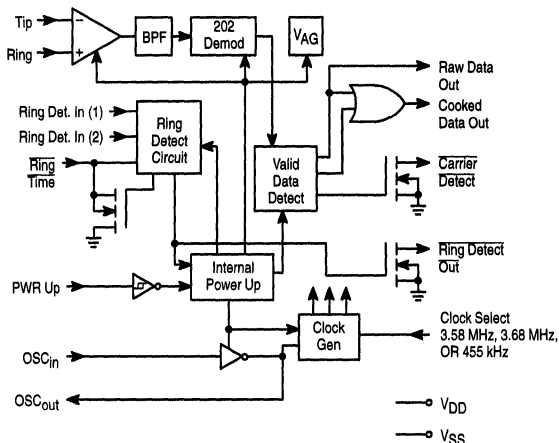 Tip
Ring
−
+
BPF
202
Demod
VAG
Raw Data
Out
Cooked
Data Out
Ring Det. In (1)
Ring Det. In (2)
Ring
Time
Ring
Detect
Circuit
Valid
Data
Detect
Carrier
Detect
Ring Detect
Out
PWR Up
Internal
Power Up
Clock
Gen
Clock Select
3.58 MHz, 3.68 MHz,
OR 455 kHz
OSCin
OSCout
VDD
VSS